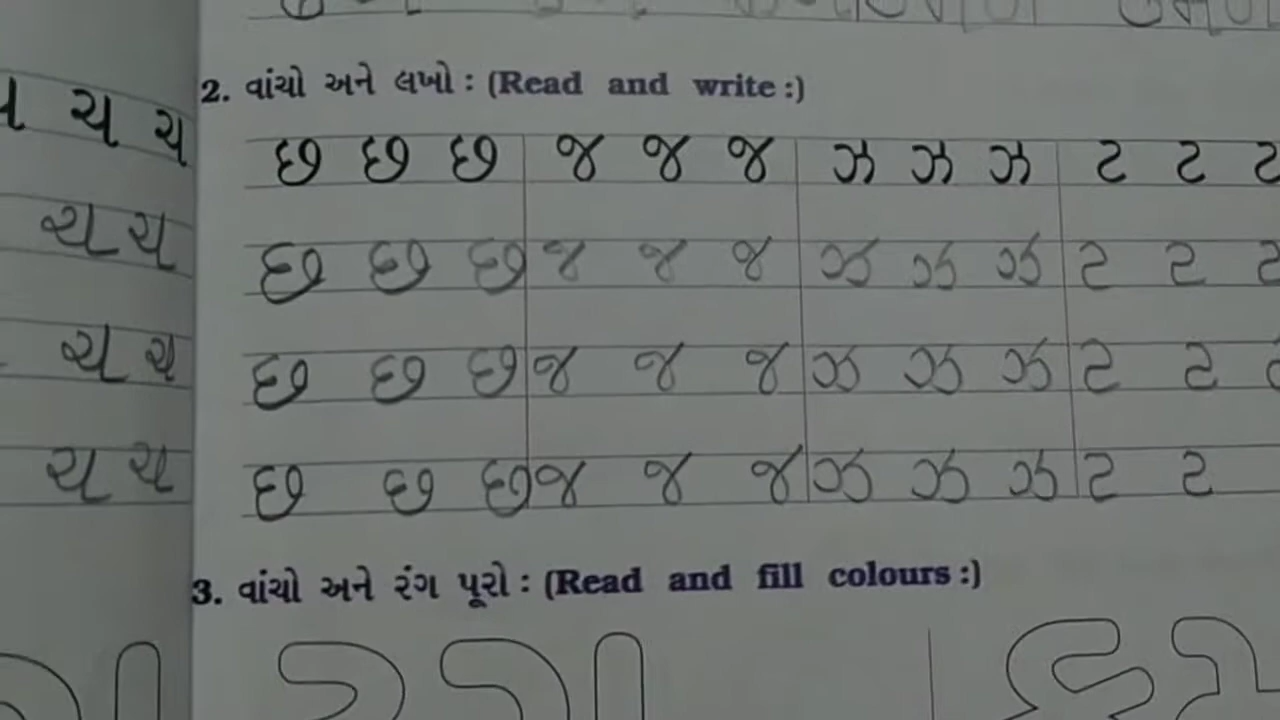 ચ ચ
ચ ચ
ચ ચ
ચ ચ
2. વાંચો અને લખો : (Read and write :)
છ છ છ જ જ જ ઝ ઝ ઝ ટ ટ ટ
છ છ છ જ જ જ ઝ ઝ ઝ ટ ટ ટ
છ છ છ જ જ જ ઝ ઝ ઝ ટ ટ
છ છ છ જ જ જ ઝ ઝ ઝ ટ ટ
3. વાંચો અને રંગ પૂરો : (Read and fill colours :)